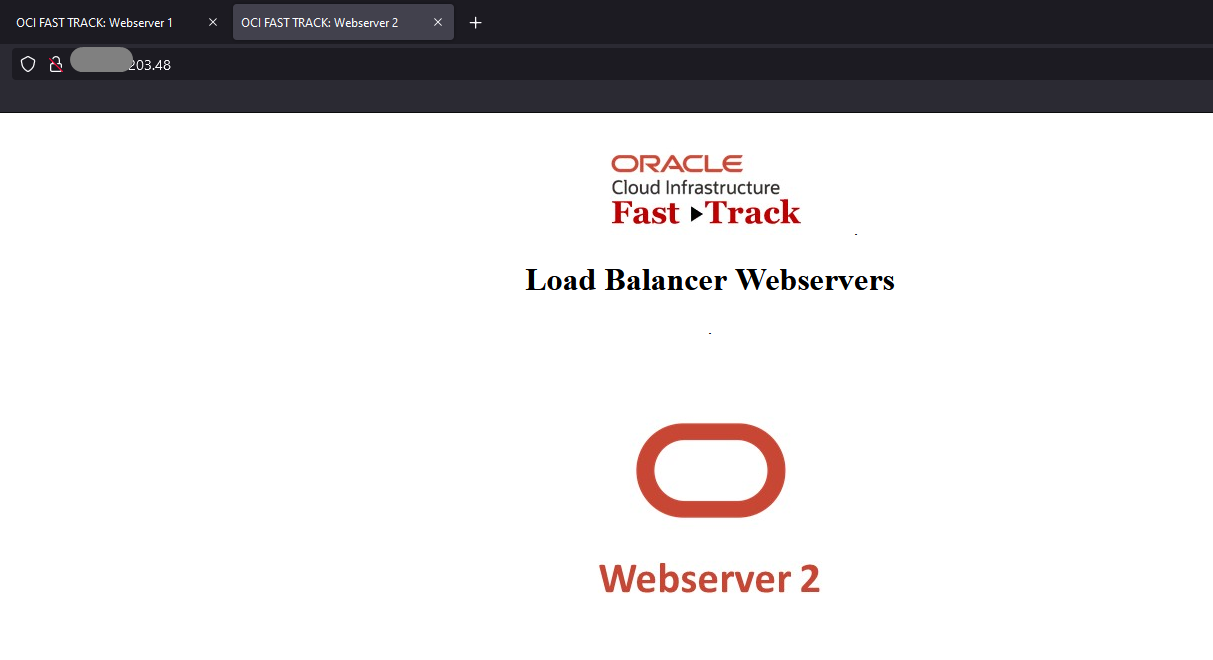 OCI FAST TRACK: Webserver 1
OCI FAST TRACK: Webserver 2
203.48
ORACLE
Cloud Infrastructure
Fast Track
Load Balancer Webservers
Webserver 2